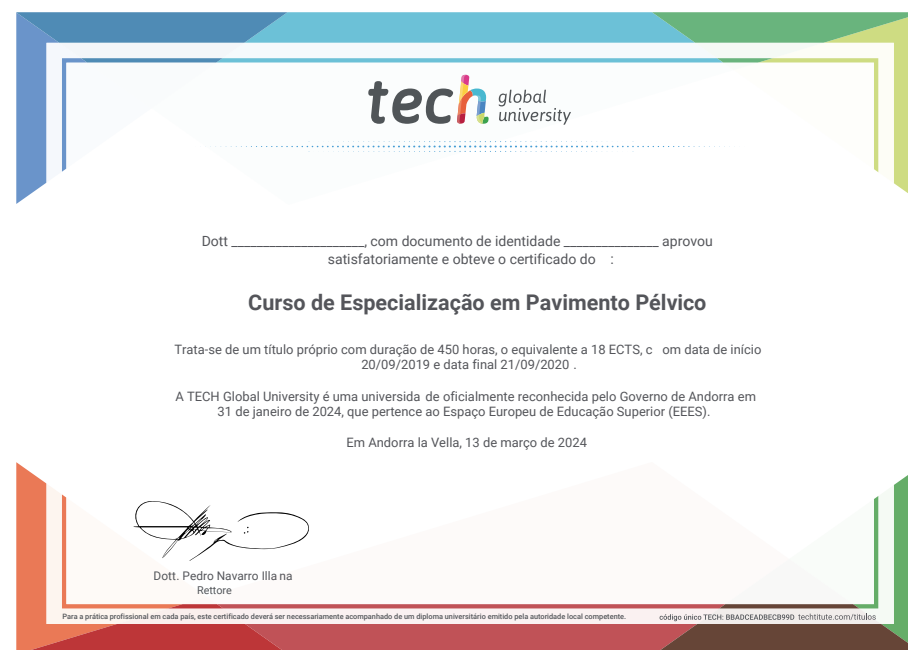 tech global
university
Dott _____________________, com documento de identidade _______________ aprovou
satisfatoriamente e obteve o certificado do :
Curso de Especialização em Pavimento Pélvico
Trata-se de um título próprio com duração de 450 horas, o equivalente a 18 ECTS, c om data de início
20/09/2019 e data final 21/09/2020 .
A TECH Global University é uma universida de oficialmente reconhecida pelo Governo de Andorra em
31 de janeiro de 2024, que pertence ao Espaço Europeu de Educação Superior (EEES).
Em Andorra la Vella, 13 de março de 2024
Dott. Pedro Navarro Illa na
Rettore
Para a prática profissional em cada país, este certificado deverá ser necessariamente acompanhado de um diploma universitário emitido pela autoridade local competente. código único TECH: BBADCEADBECB99D techtitute.com/titulos